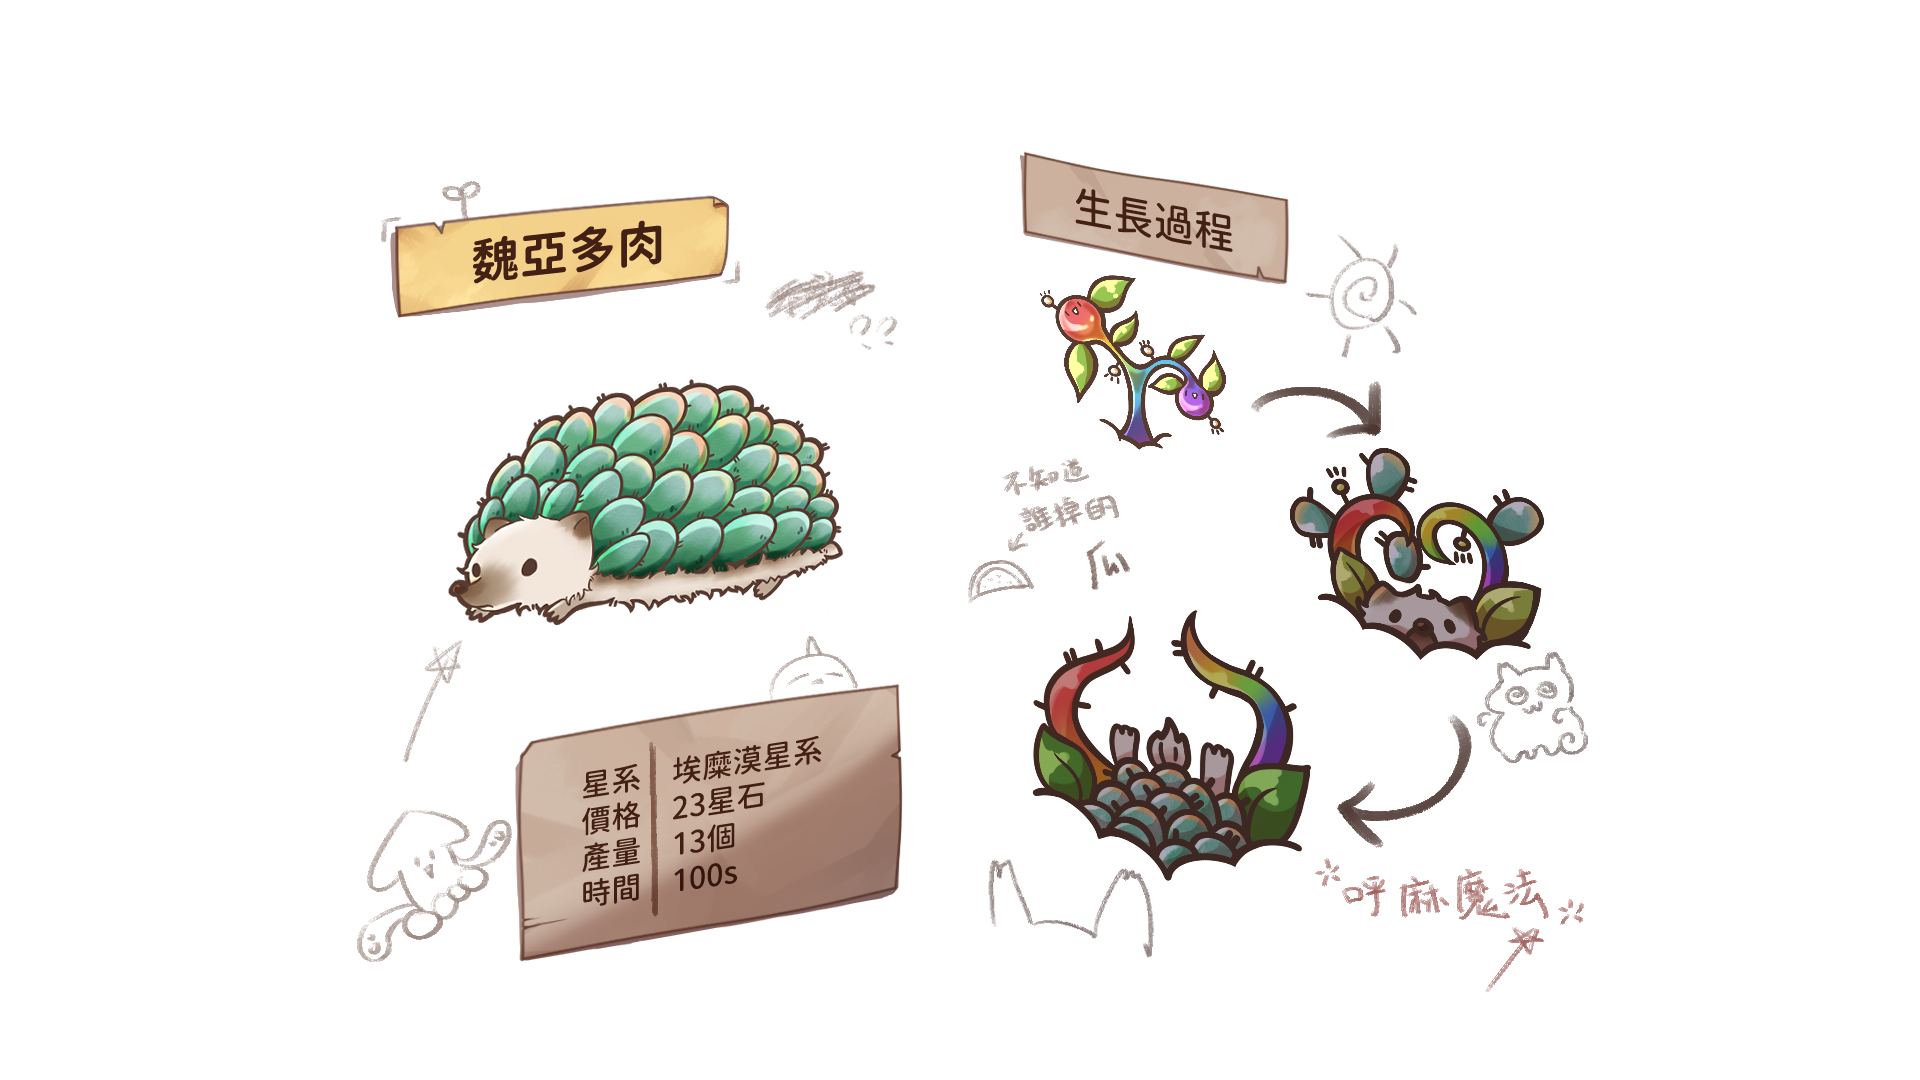 魏亞多肉
星系 埃糜漠星系
價格 23星石
產量 13個
時間 100s
生長過程
不知道
誰掉的
爪
呼麻魔法